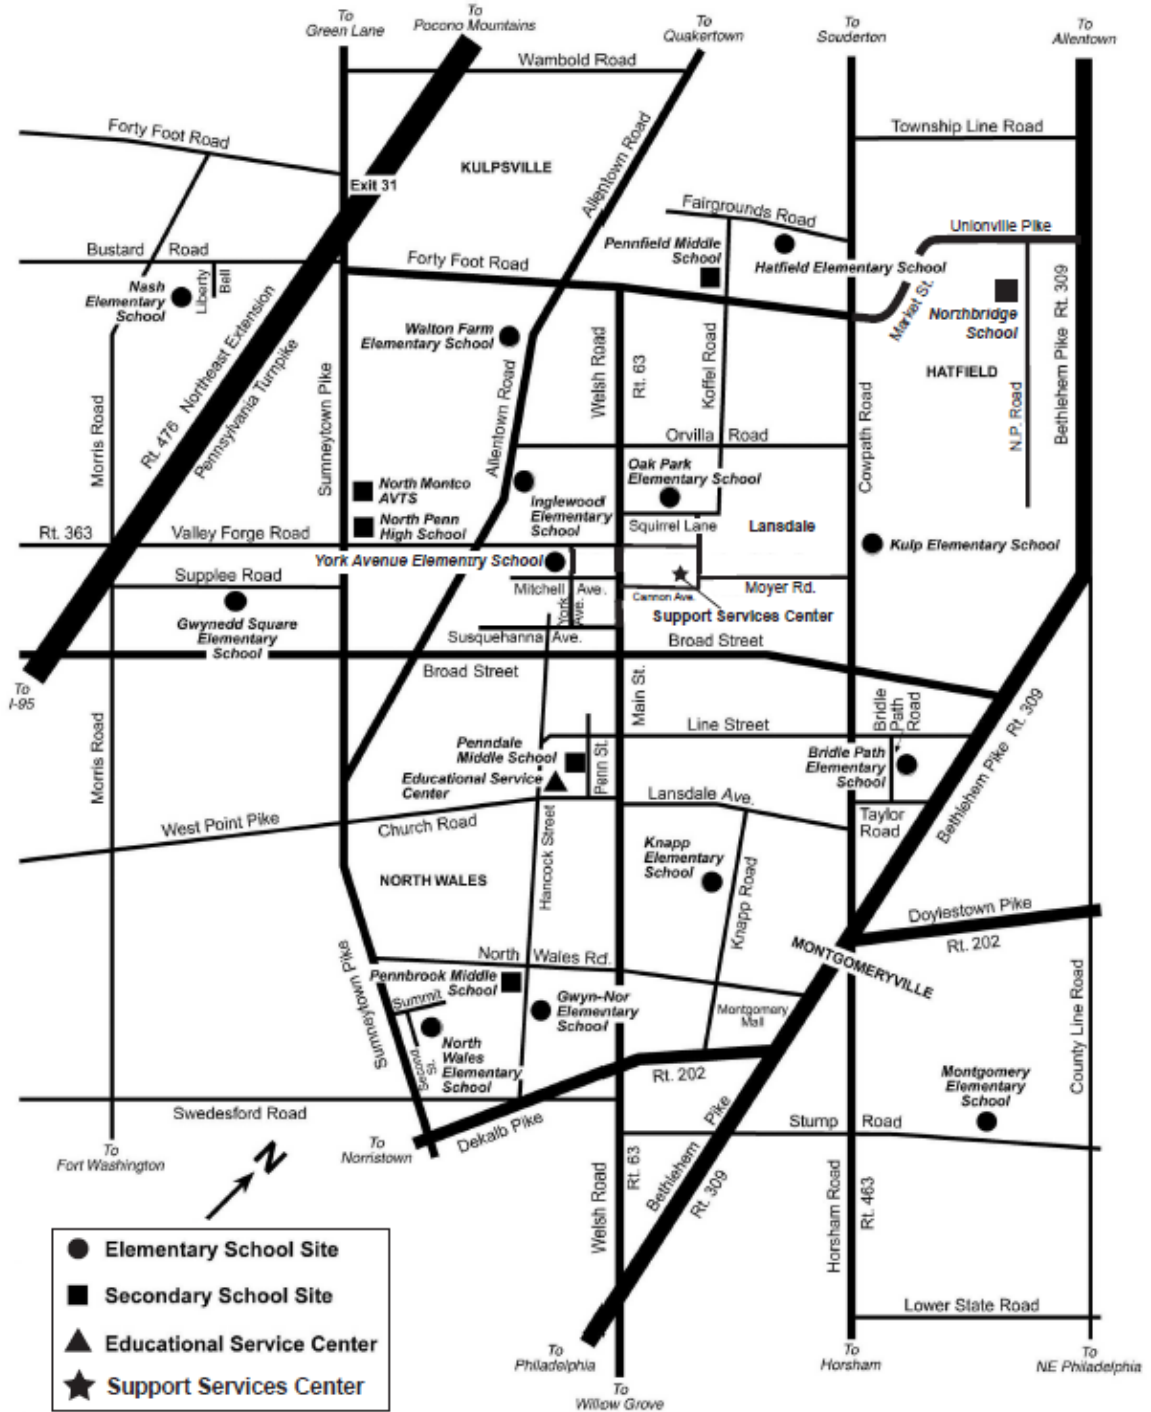 To
Green Lane
To
Pocono Mountains
To
Quakertown
To
Souderton
To
Allentown
Wambold Road
Forty Foot Road
Township Line Road
KULPSVILLE
Allentown Road
Exit 31
Fairgrounds Road
Unionville Pike
Bustard Road
Pennfield Middle
School
Hatfield Elementary School
Forty Foot Road
Liberty
Bell
Nash
Elementary
School
Market St.
Northbridge
School
Bethlehem Pike Rt. 309
Walton Farm
Elementary School
Rt. 476 Northeast Extension
Pennsylvania Turnpike
Welsh Road
Rt. 63
Koffel Road
HATFIELD
Morris Road
Sumneytown Pike
Allentown Road
Cowpath Road
N.P. Road
Orvilla Road
North Montco
AVTS
Oak Park
Elementary School
Inglewood
Elementary
School
North Penn
High School
Squirrel Lane
Lansdale
Rt. 363
Valley Forge Road
Kulp Elementary School
York Avenue Elementry School
Supplee Road
Mitchell Ave.
York
Ave.
Cannon Ave.
Moyer Rd.
Support Services Center
Gwynedd Square
Elementary
School
Susquehanna Ave.
Broad Street
Broad Street
To
I-95
Main St.
Bridle
Path
Road
Bethlehem Pike Rt. 309
Line Street
Morris Road
Penndale
Middle School
Penn St.
Bridle Path
Elementary
School
Educational Service
Center
Lansdale Ave.
Taylor
Road
West Point Pike
Church Road
Hancock Street
Knapp
Elementary
School
Knapp Road
NORTH WALES
Doylestown Pike
Rt. 202
MONTGOMERYVILLE
North Wales Rd.
Sumneytown Pike
Pennbrook Middle
School
Summit
Gwyn-Nor
Elementary
School
Montgomery
Mall
County Line Road
Second
St.
North
Wales
Elementary
School
Rt. 202
Montgomery
Elementary
School
Swedesford Road
Dekalb Pike
Stump Road
To
Fort Washington
To
Norristown
N
Bethlehem Pike
Rt. 309
Rt. 63
Welsh Road
Horsham Road
Rt. 463
Lower State Road
To
Philadelphia
To
Willow Grove
To
Horsham
To
NE Philadelphia
Elementary School Site
Secondary School Site
Educational Service Center
Support Services Center